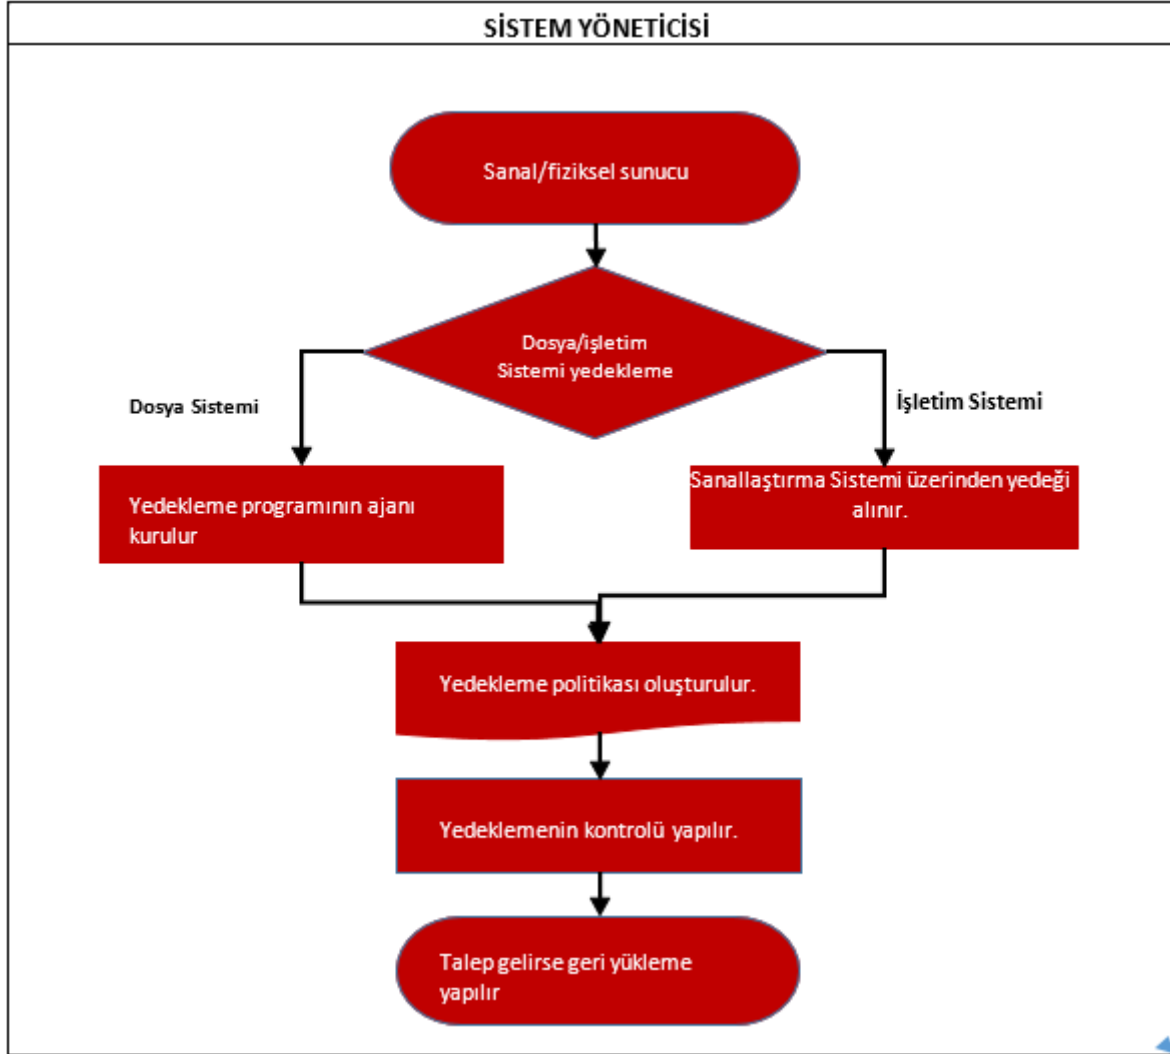 SİSTEM YÖNETİCİSİ
Sanal/fiziksel sunucu
Dosya/işletim
Sistemi yedekleme
Dosya Sistemi
İşletim Sistemi
Yedekleme programının ajanı
kurulur
Sanallaştırma Sistemi üzerinden yedeği
alınır.
Yedekleme politikası oluşturulur.
Yedeklemenin kontrolü yapılır.
Talep gelirse geri yükleme
yapılır